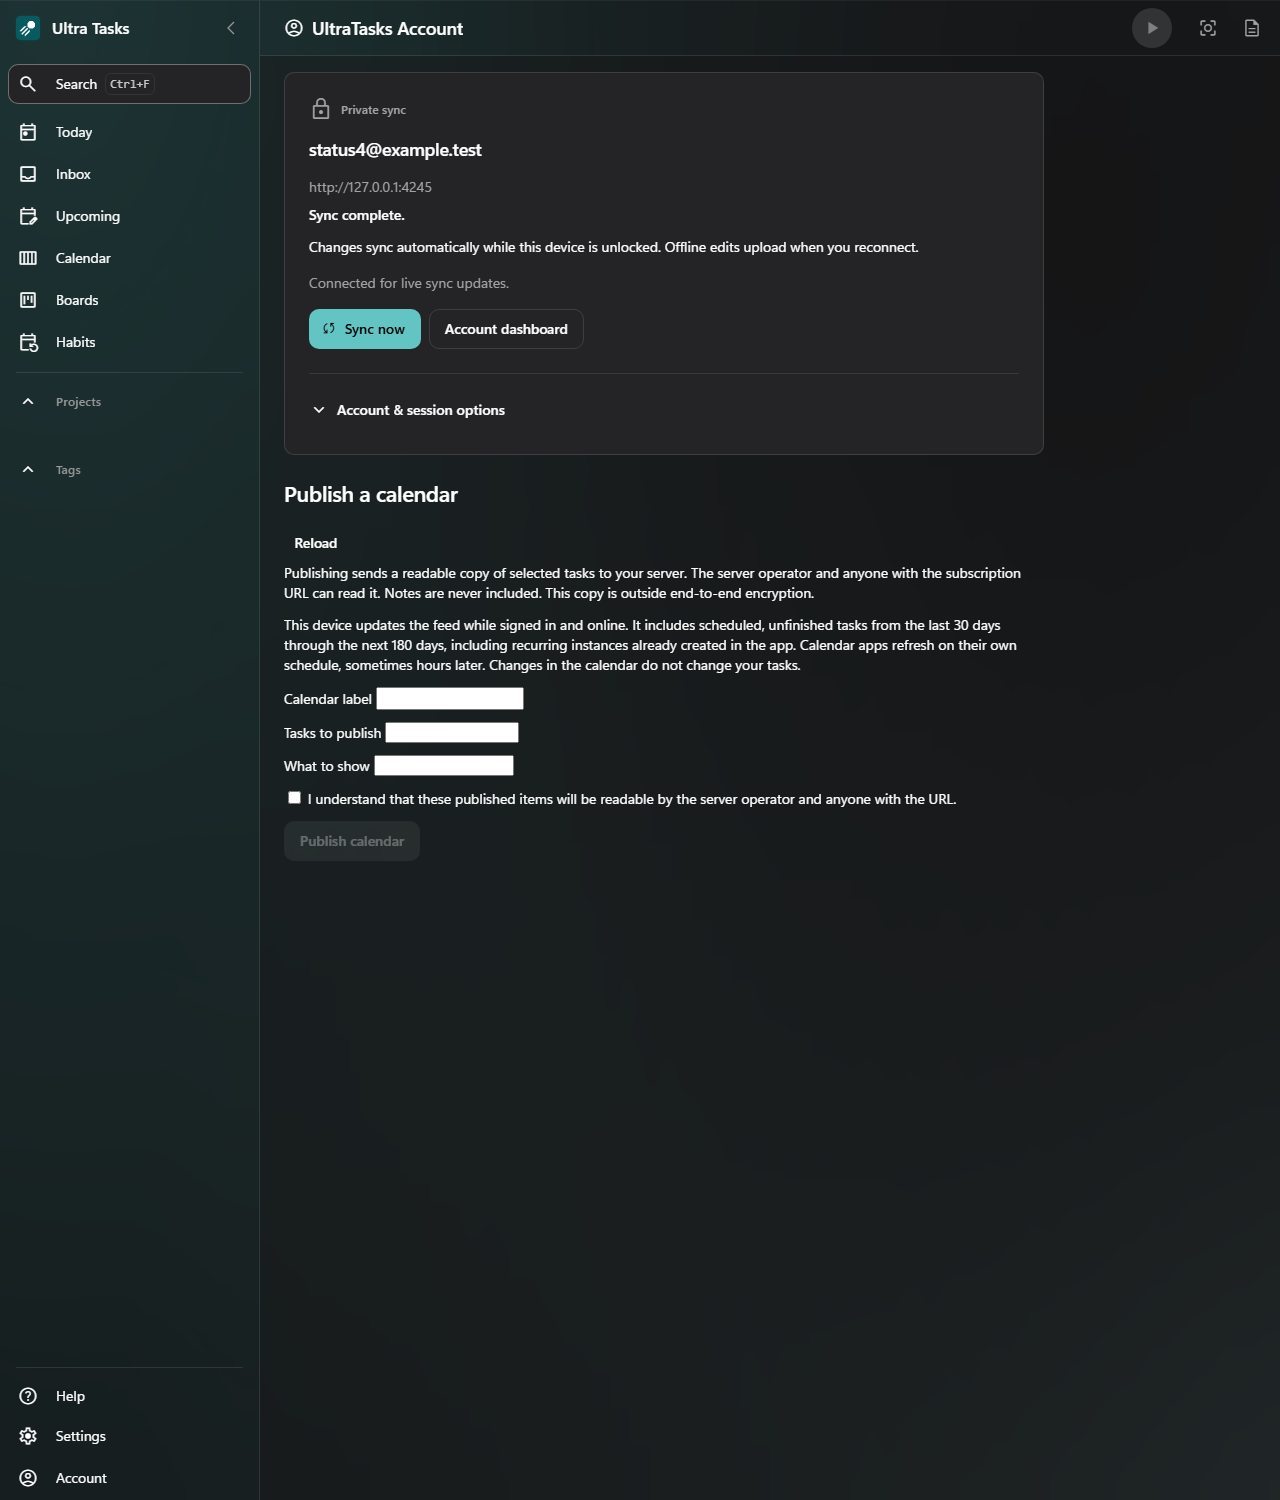 Ultra Tasks
Search Ctrl+F
Today
Inbox
Upcoming
Calendar
Boards
Habits
Projects
Tags
Help
Settings
Account
UltraTasks Account
Private sync
status4@example.test
http://127.0.0.1:4245
Sync complete.
Changes sync automatically while this device is unlocked. Offline edits upload when you reconnect.
Connected for live sync updates.
Sync now
Account dashboard
Account & session options
Publish a calendar
Reload
Publishing sends a readable copy of selected tasks to your server. The server operator and anyone with the subscription
URL can read it. Notes are never included. This copy is outside end-to-end encryption.
This device updates the feed while signed in and online. It includes scheduled, unfinished tasks from the last 30 days
through the next 180 days, including recurring instances already created in the app. Calendar apps refresh on their own
schedule, sometimes hours later. Changes in the calendar do not change your tasks.
Calendar label
Tasks to publish
What to show
I understand that these published items will be readable by the server operator and anyone with the URL.
Publish calendar